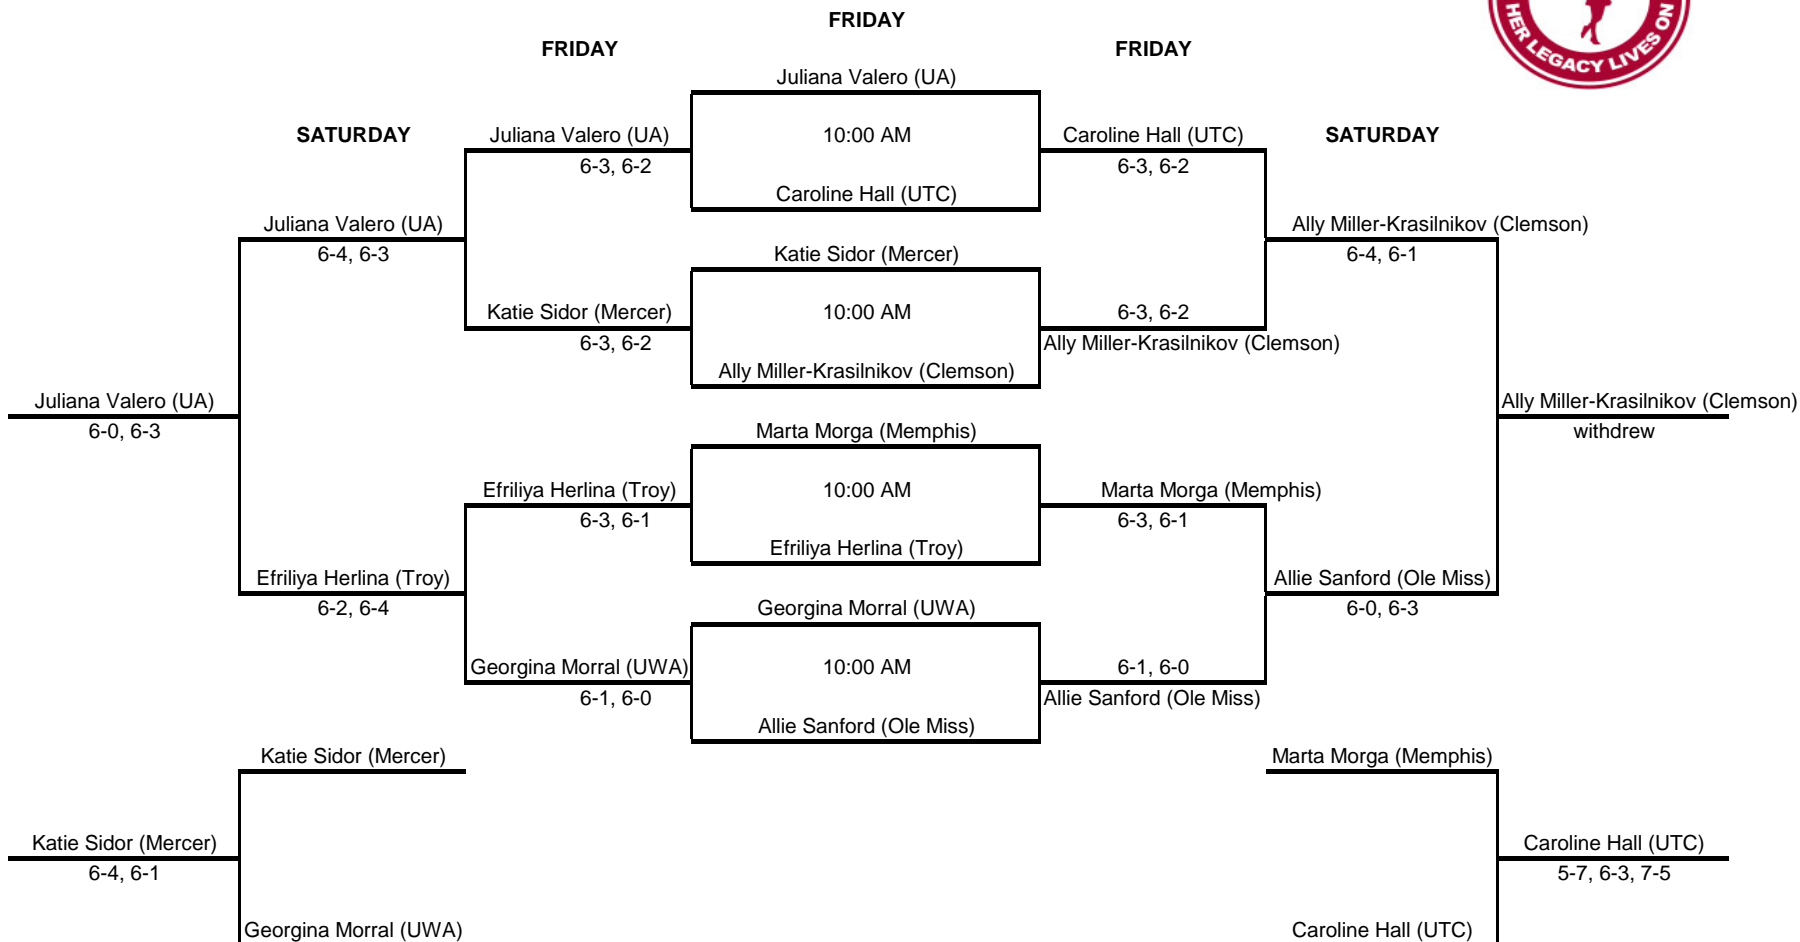 FRIDAY
FRIDAY FRIDAY
HER LEGACY LIVES ON
Juliana Valero (UA)
SATURDAY Juliana Valero (UA) 10:00 AM Caroline Hall (UTC) SATURDAY
6-3, 6-2 6-3, 6-2
Caroline Hall (UTC)
Juliana Valero (UA) Ally Miller-Krasilnikov (Clemson)
6-4, 6-3 Katie Sidor (Mercer) 6-4, 6-1
Katie Sidor (Mercer) 10:00 AM 6-3, 6-2
6-3, 6-2 Ally Miller-Krasilnikov (Clemson)
Ally Miller-Krasilnikov (Clemson)
Juliana Valero (UA) Ally Miller-Krasilnikov (Clemson)
6-0, 6-3 Marta Morga (Memphis) withdrew
Efriliya Herlina (Troy) 10:00 AM Marta Morga (Memphis)
6-3, 6-1 6-3, 6-1
Efriliya Herlina (Troy)
Efriliya Herlina (Troy) Allie Sanford (Ole Miss)
6-2, 6-4 Georgina Morral (UWA) 6-0, 6-3
Georgina Morral (UWA) 10:00 AM 6-1, 6-0
6-1, 6-0 Allie Sanford (Ole Miss)
Allie Sanford (Ole Miss)
Katie Sidor (Mercer) Marta Morga (Memphis)
Katie Sidor (Mercer) Caroline Hall (UTC)
6-4, 6-1 5-7, 6-3, 7-5
Georgina Morral (UWA) Caroline Hall (UTC)